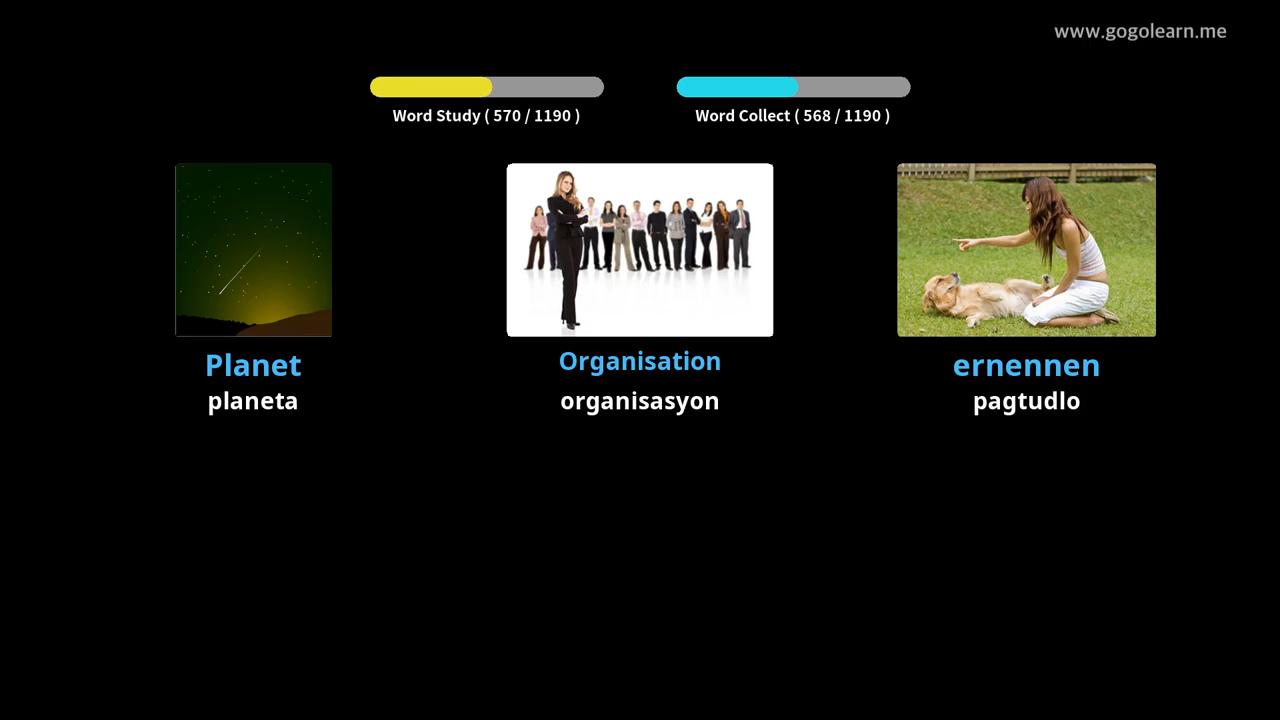 www.gogolearn.me
Word Study ( 570 / 1190 )
Word Collect ( 568 / 1190 )
Planet
planeta
Organisation
organisasyon
ernennen
pagtudlo